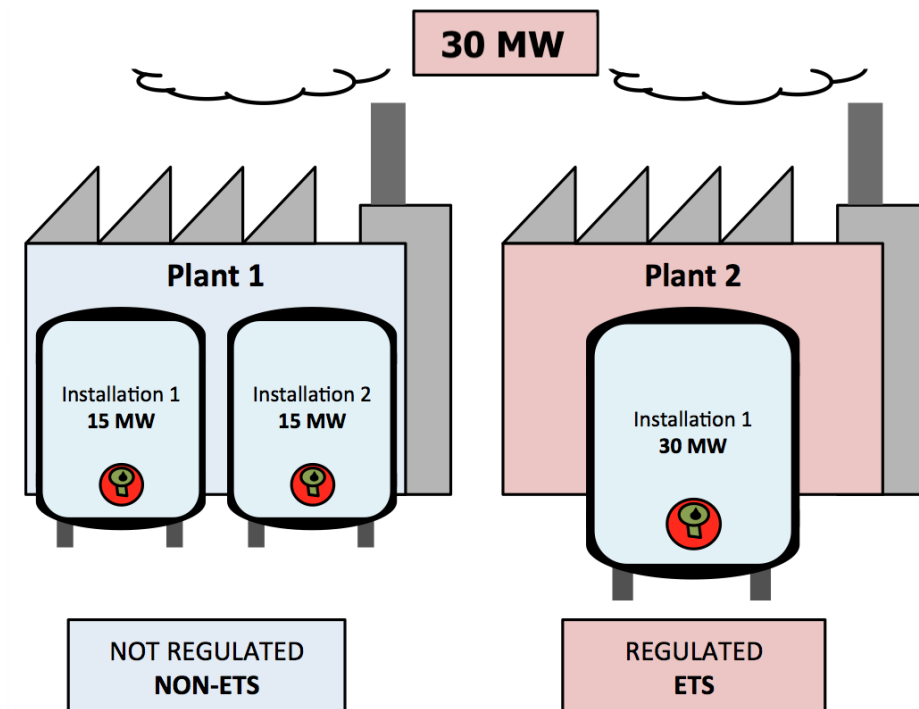 30 MW
Plant 1
Installation 1
15 MW
Installation 2
15 MW
NOT REGULATED
NON-ETS
Plant 2
Installation 1
30 MW
REGULATED
ETS